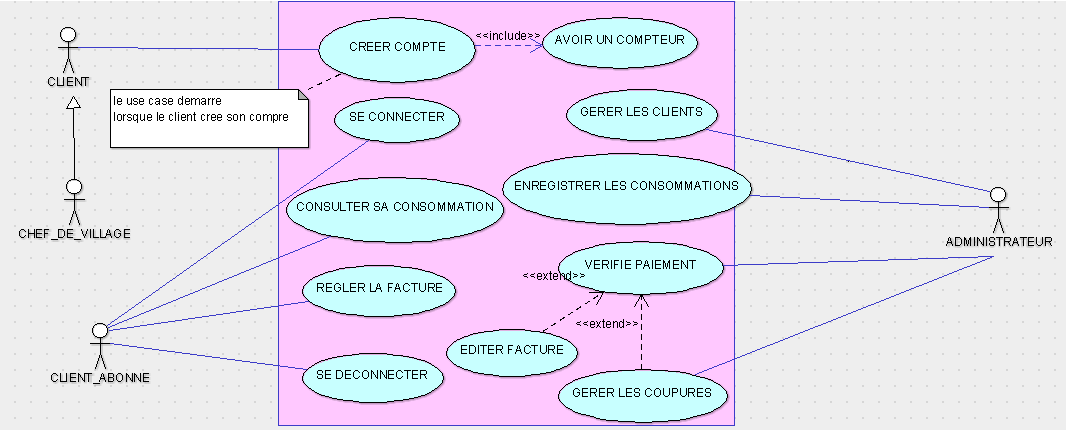 CREER COMPTE
<<include>>
AVOIR UN COMPTEUR
CLIENT
le use case demarre
lorsque le client cree son compre
SE CONNECTER
GERER LES CLIENTS
ENREGISTRER LES CONSOMMATIONS
CONSULTER SA CONSOMMATION
CHEF_DE_VILLAGE
ADMINISTRATEUR
VERIFIE PAIEMENT
<<extend>>
REGLER LA FACTURE
<<extend>>
EDITER FACTURE
CLIENT_ABONNE
SE DECONNECTER
GERER LES COUPURES